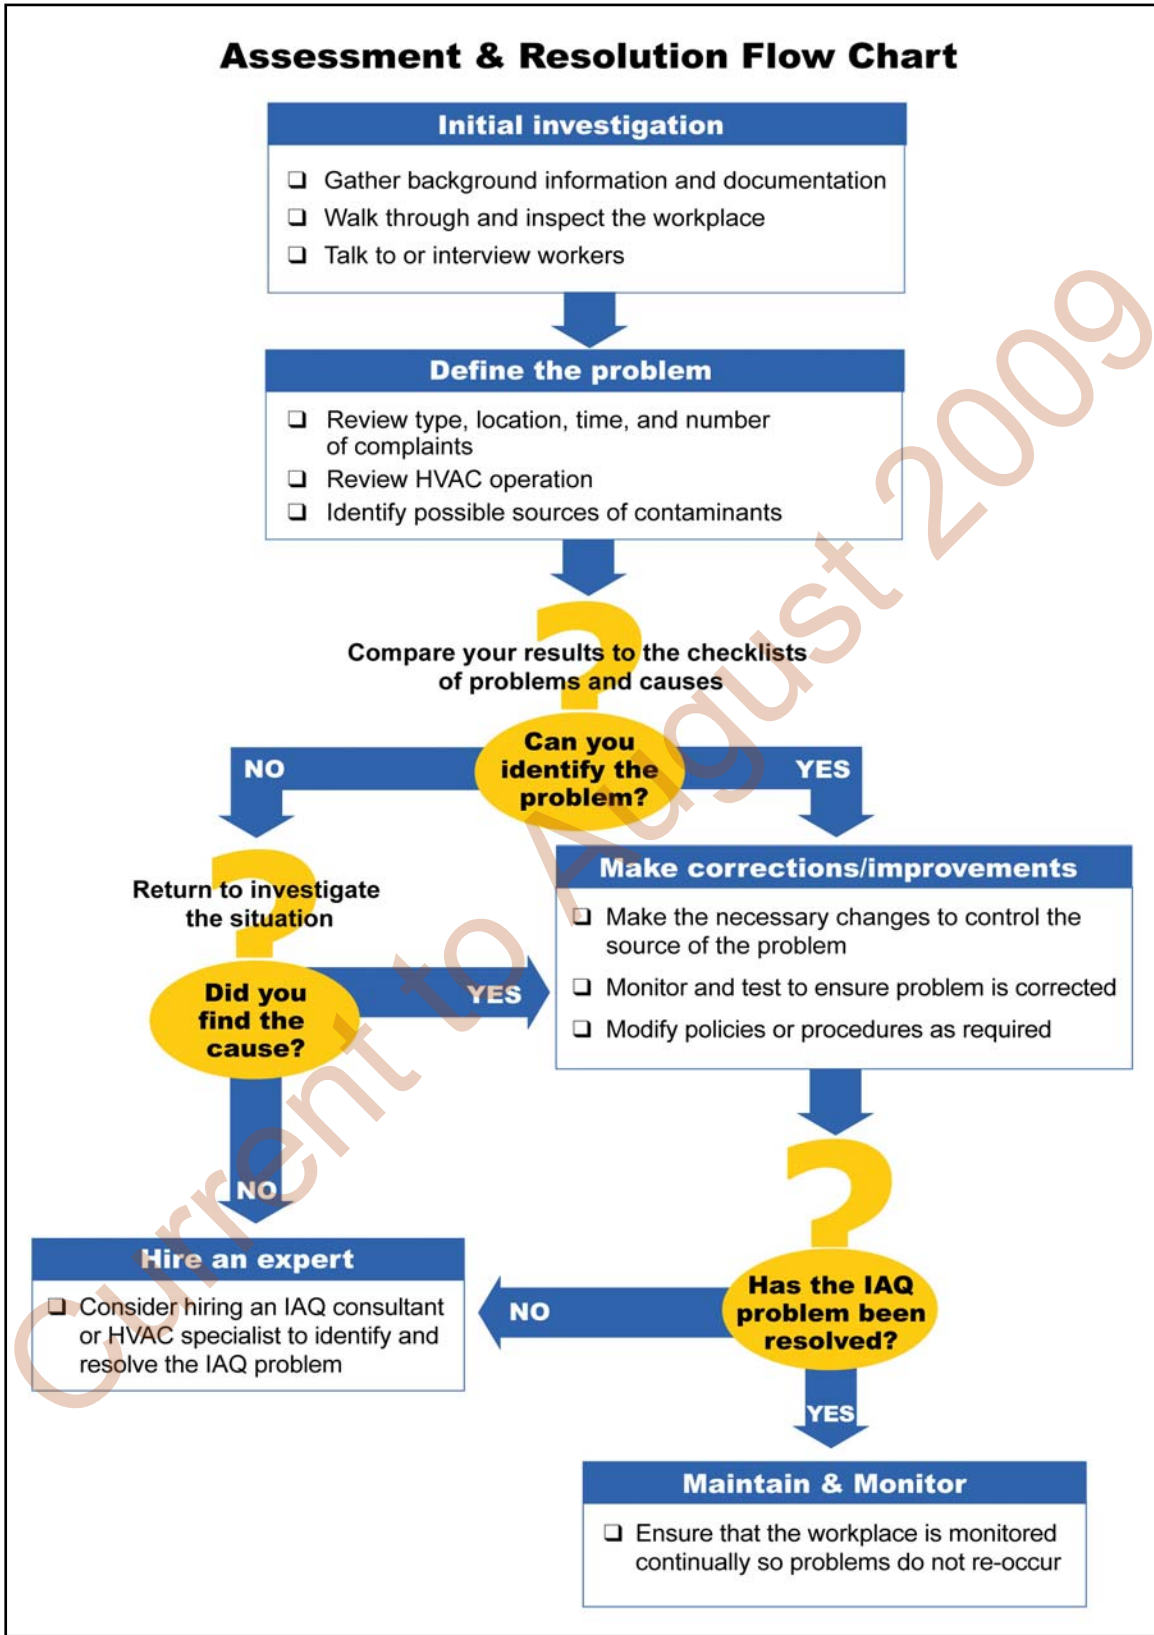 Assessment & Resolution Flow Chart
Initial investigation
❑ Gather background information and documentation
❑ Walk through and inspect the workplace
❑ Talk to or interview workers
Define the problem
❑ Review type, location, time, and number
of complaints
❑ Review HVAC operation
❑ Identify possible sources of contaminants
?
Compare your results to the checklists
of problems and causes
Can you
identify the
problem?
NO
YES
?
Return to investigate
the situation
Did you
find the
cause?
YES
NO
Make corrections/improvements
❑ Make the necessary changes to control the
source of the problem
❑ Monitor and test to ensure problem is corrected
❑ Modify policies or procedures as required
?
Has the IAQ
problem been
resolved?
NO
YES
Hire an expert
❑ Consider hiring an IAQ consultant
or HVAC specialist to identify and
resolve the IAQ problem
Maintain & Monitor
❑ Ensure that the workplace is monitored
continually so problems do not re-occur
Current to August 2009